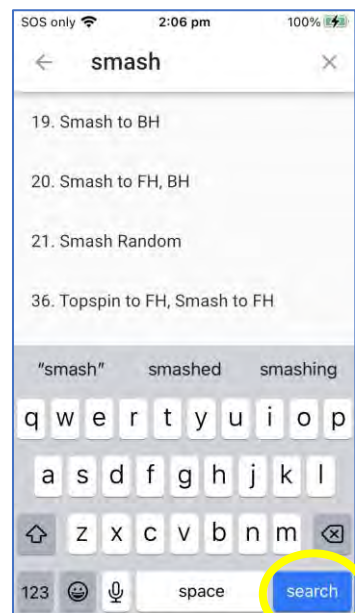 SOS only 2:06 pm 100%
smash
19. Smash to BH
20. Smash to FH, BH
21. Smash Random
36. Topspin to FH, Smash to FH
"smash" smashed smashing
q w e r t y u i o p
a s d f g h j k l
z x c v b n m
123 space search